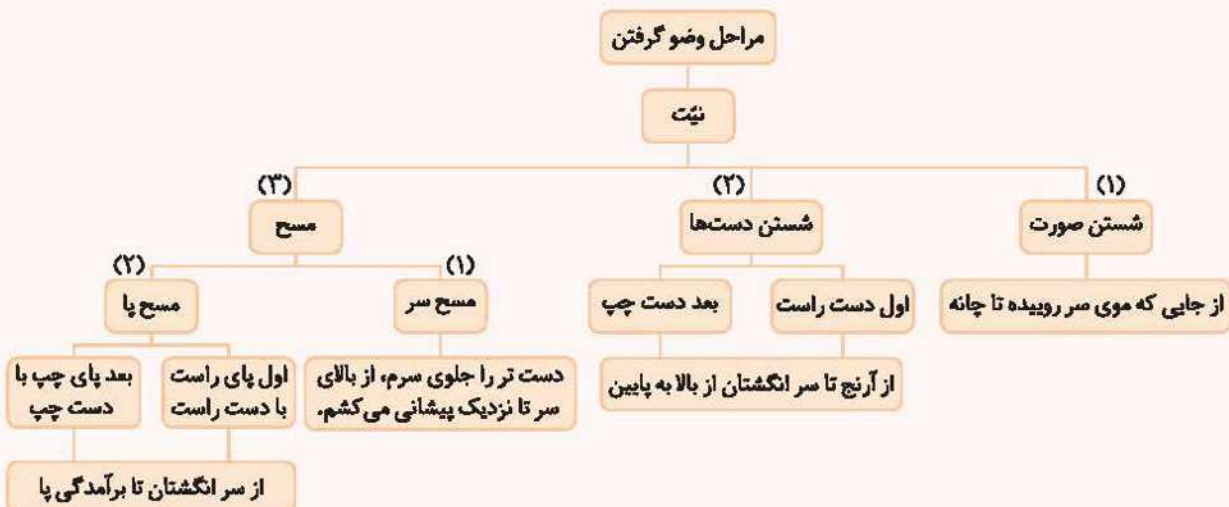 مراحل وضو گرفتن
نیّت
(۱)
شستن صورت
از جایی که موی سر روییده تا چانه
(۲)
شستن دست‌ها
اول دست راست
بعد دست چپ
از آرنج تا سر انگشتان از بالا به پایین
(۳)
مسح
(۱)
مسح سر
دست تر را جلوی سرم، از بالای
سر تا نزدیک پیشانی می‌کشم.
(۲)
مسح پا
اول پای راست
با دست راست
بعد پای چپ با
دست چپ
از سر انگشتان تا برآمدگی پا